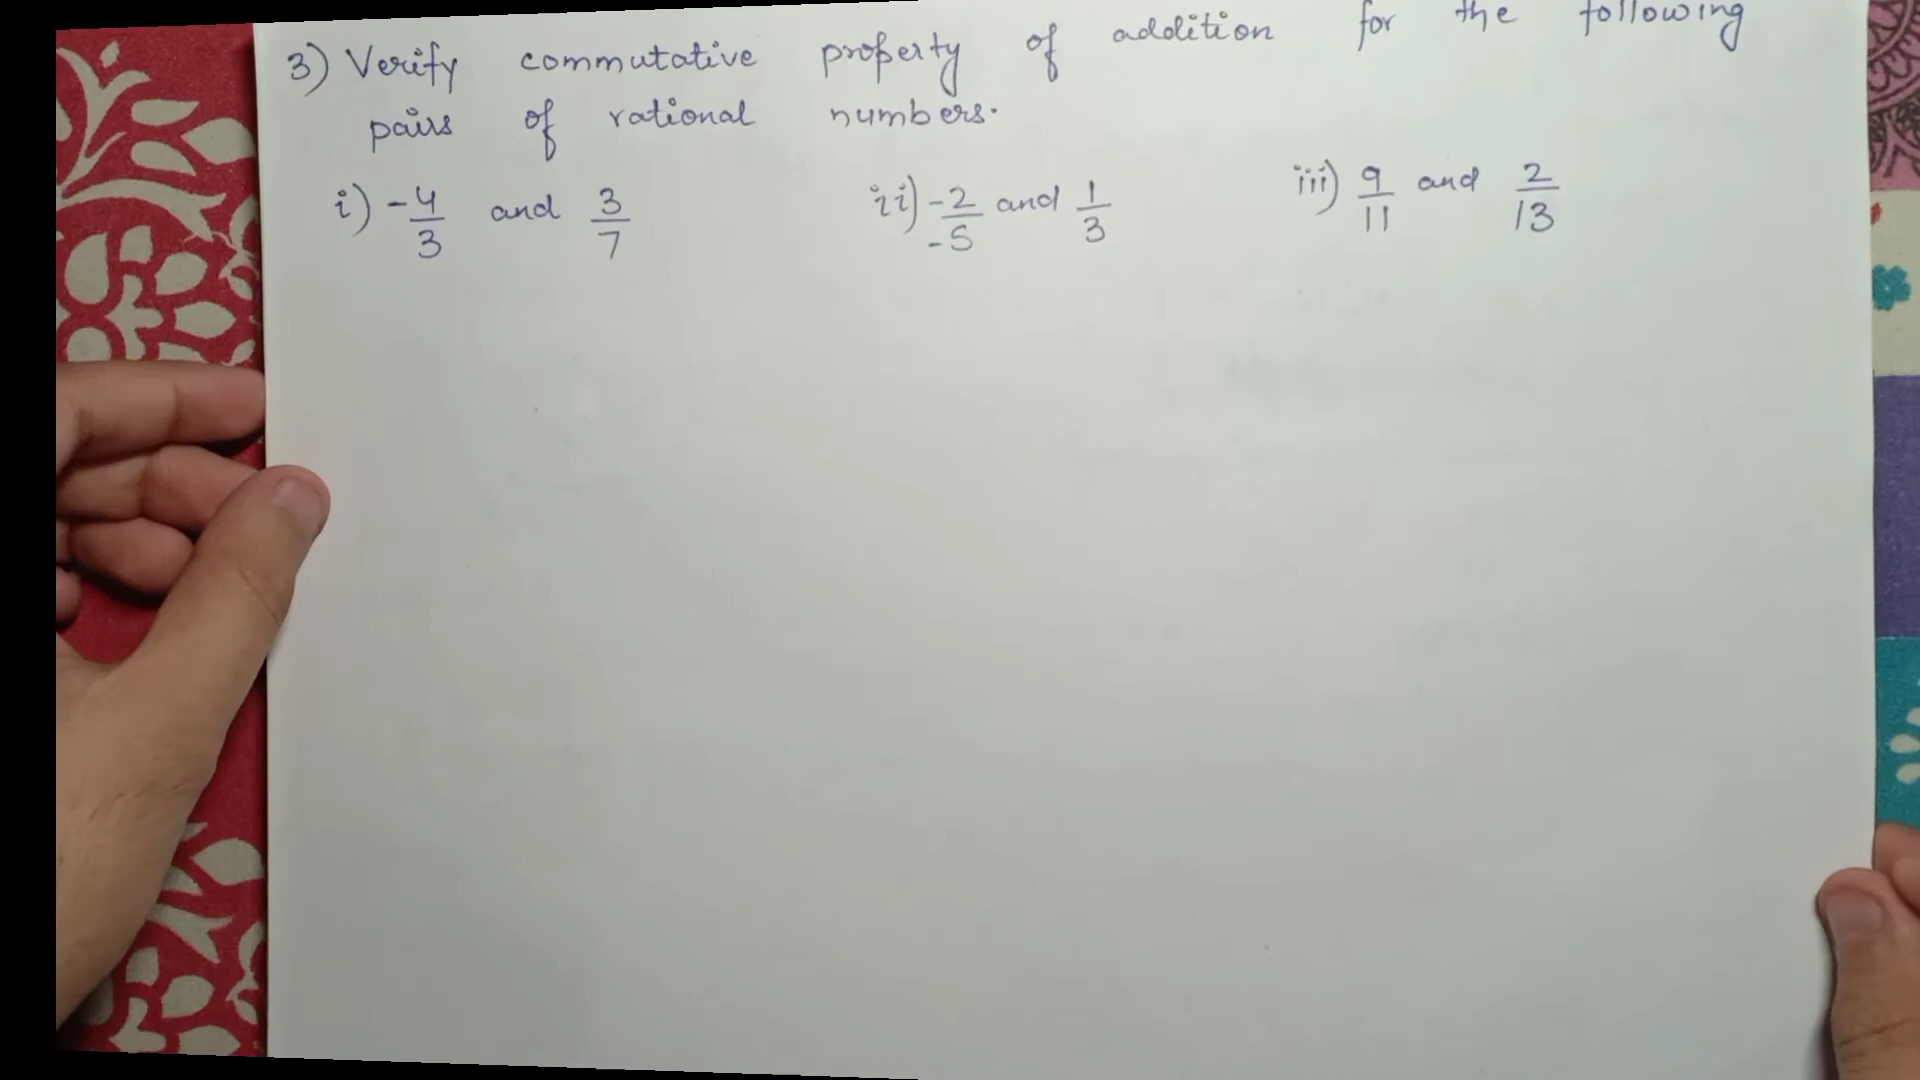 3) Verify commutative property of addition for the following
pairs of rational numbers.
i) -4/3 and 3/7 ii) -2/-5 and 1/3 iii) 9/11 and 2/13